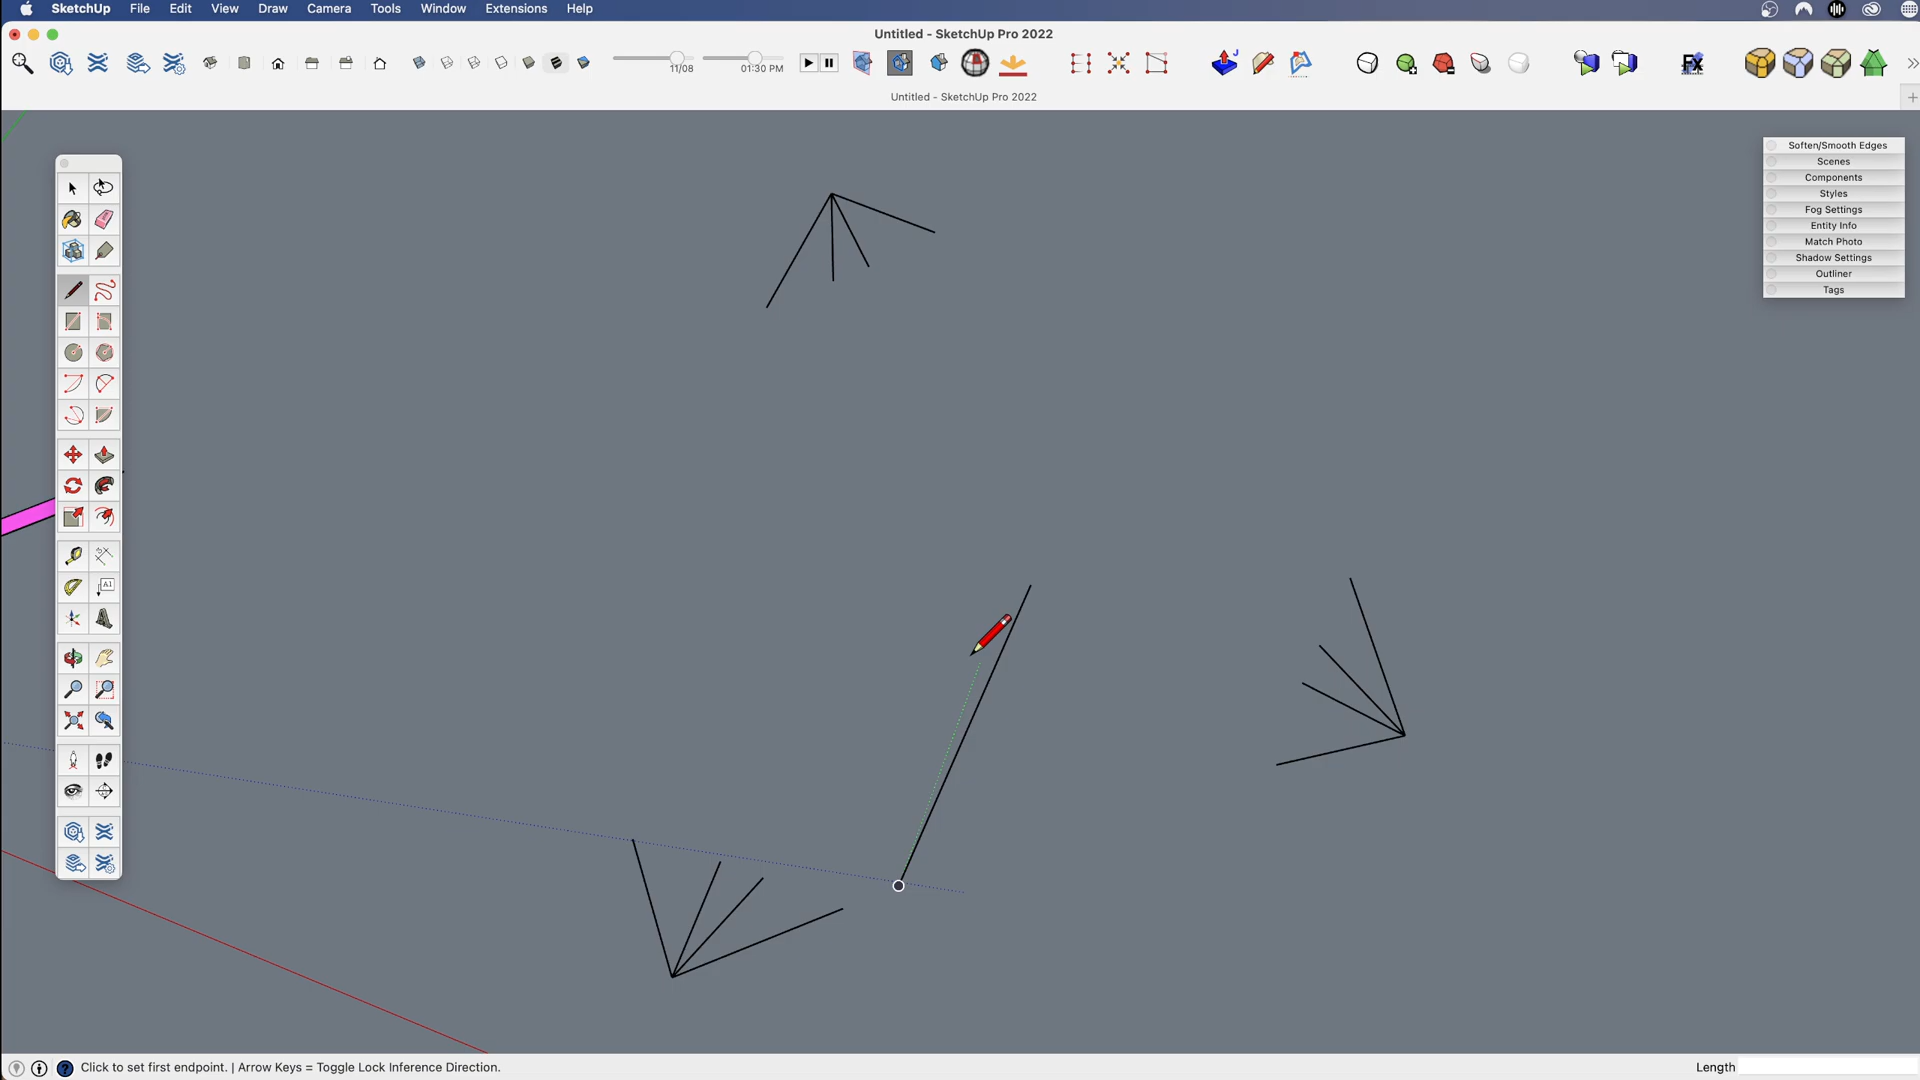 SketchUp File Edit View Draw Camera Tools Window Extensions Help
Untitled - SketchUp Pro 2022
11/08 01:30 PM
J
FX
Untitled - SketchUp Pro 2022
Soften/Smooth Edges
Scenes
Components
Styles
Fog Settings
Entity Info
Match Photo
Shadow Settings
Outliner
Tags
A1
Click to set first endpoint. | Arrow Keys = Toggle Lock Inference Direction.
Length